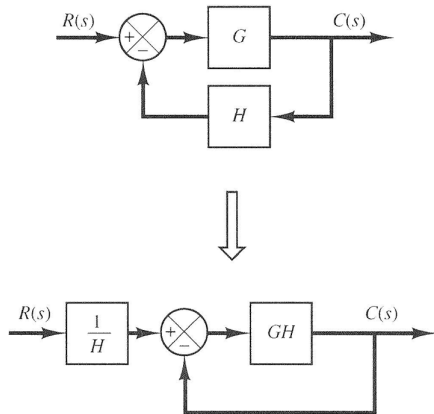 R(s) + − G C(s)
H
R(s) 1/H + − GH C(s)